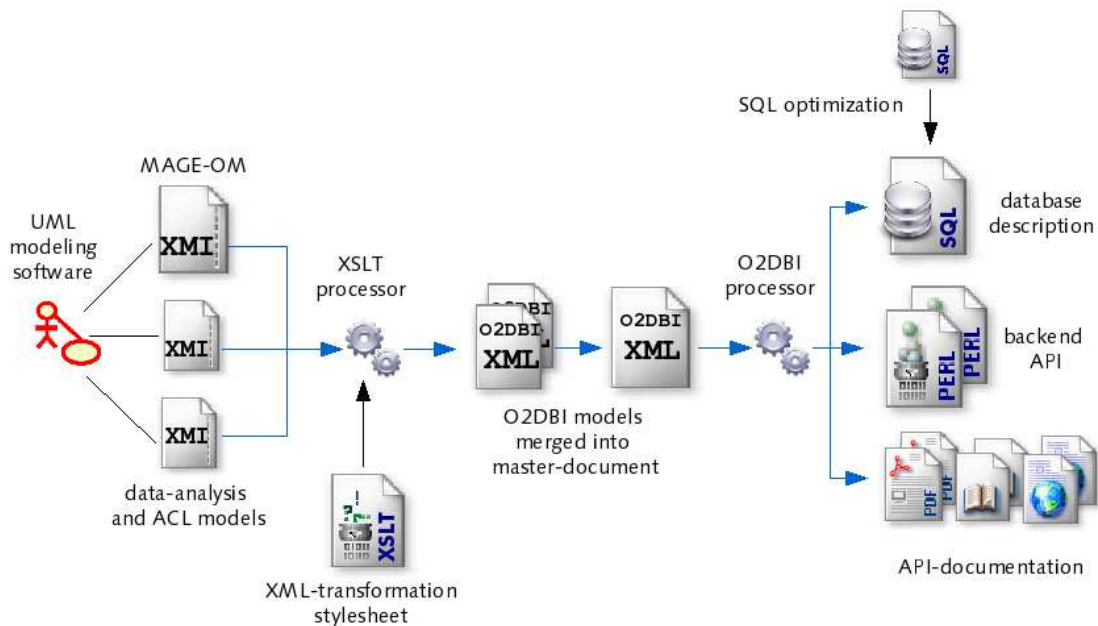 SQL
SQL optimization
MAGE-OM
UML
modeling
software
XMI
XMI
XMI
data-analysis
and ACL models
XSLT
processor
XSLT
XML-transformation
stylesheet
O2DBI
O2DBI
XML
O2DBI
XML
O2DBI models
merged into
master-document
O2DBI
processor
SQL
database
description
PERL
PERL
backend
API
PDF
PDF
API-documentation